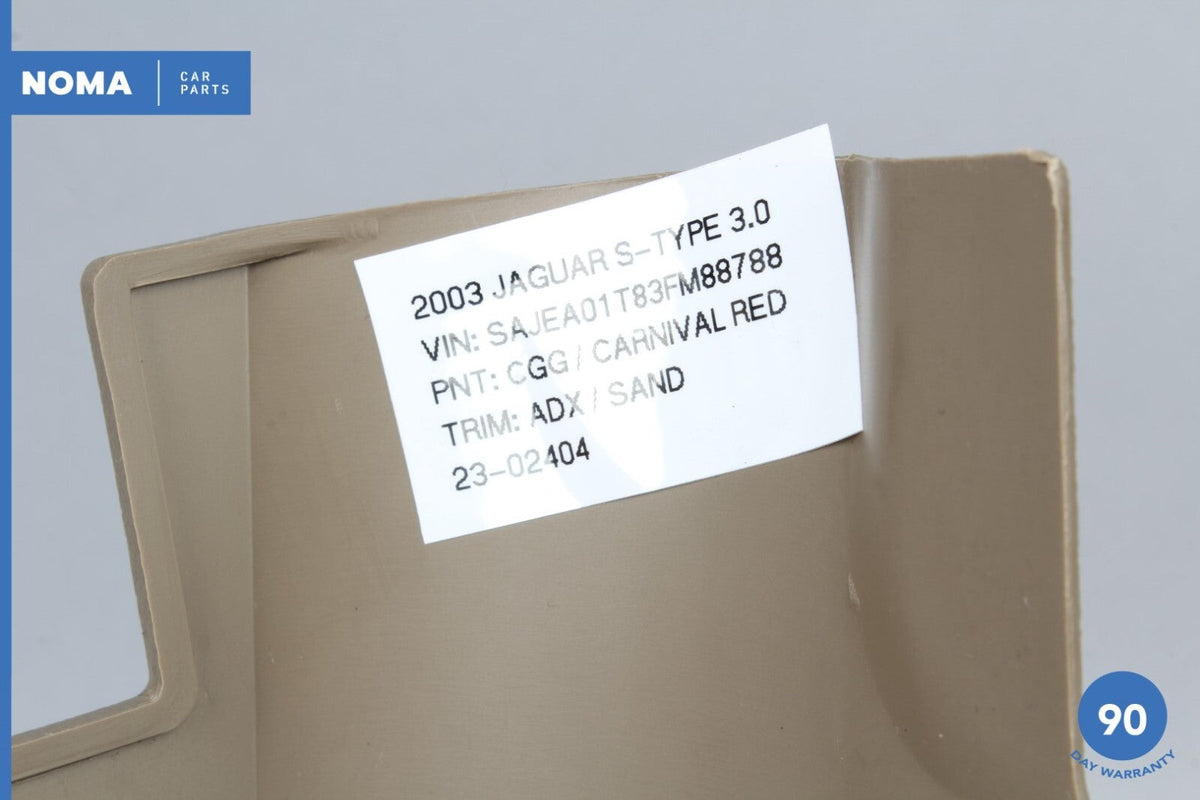 NOMA
CAR
PARTS
2003 JAGUAR S-TYPE 3.0
VIN: SAJEA01T83FM88788
PNT: CGG / CARNIVAL RED
TRIM: ADX / SAND
23-02404
90
DAY WARRANTY